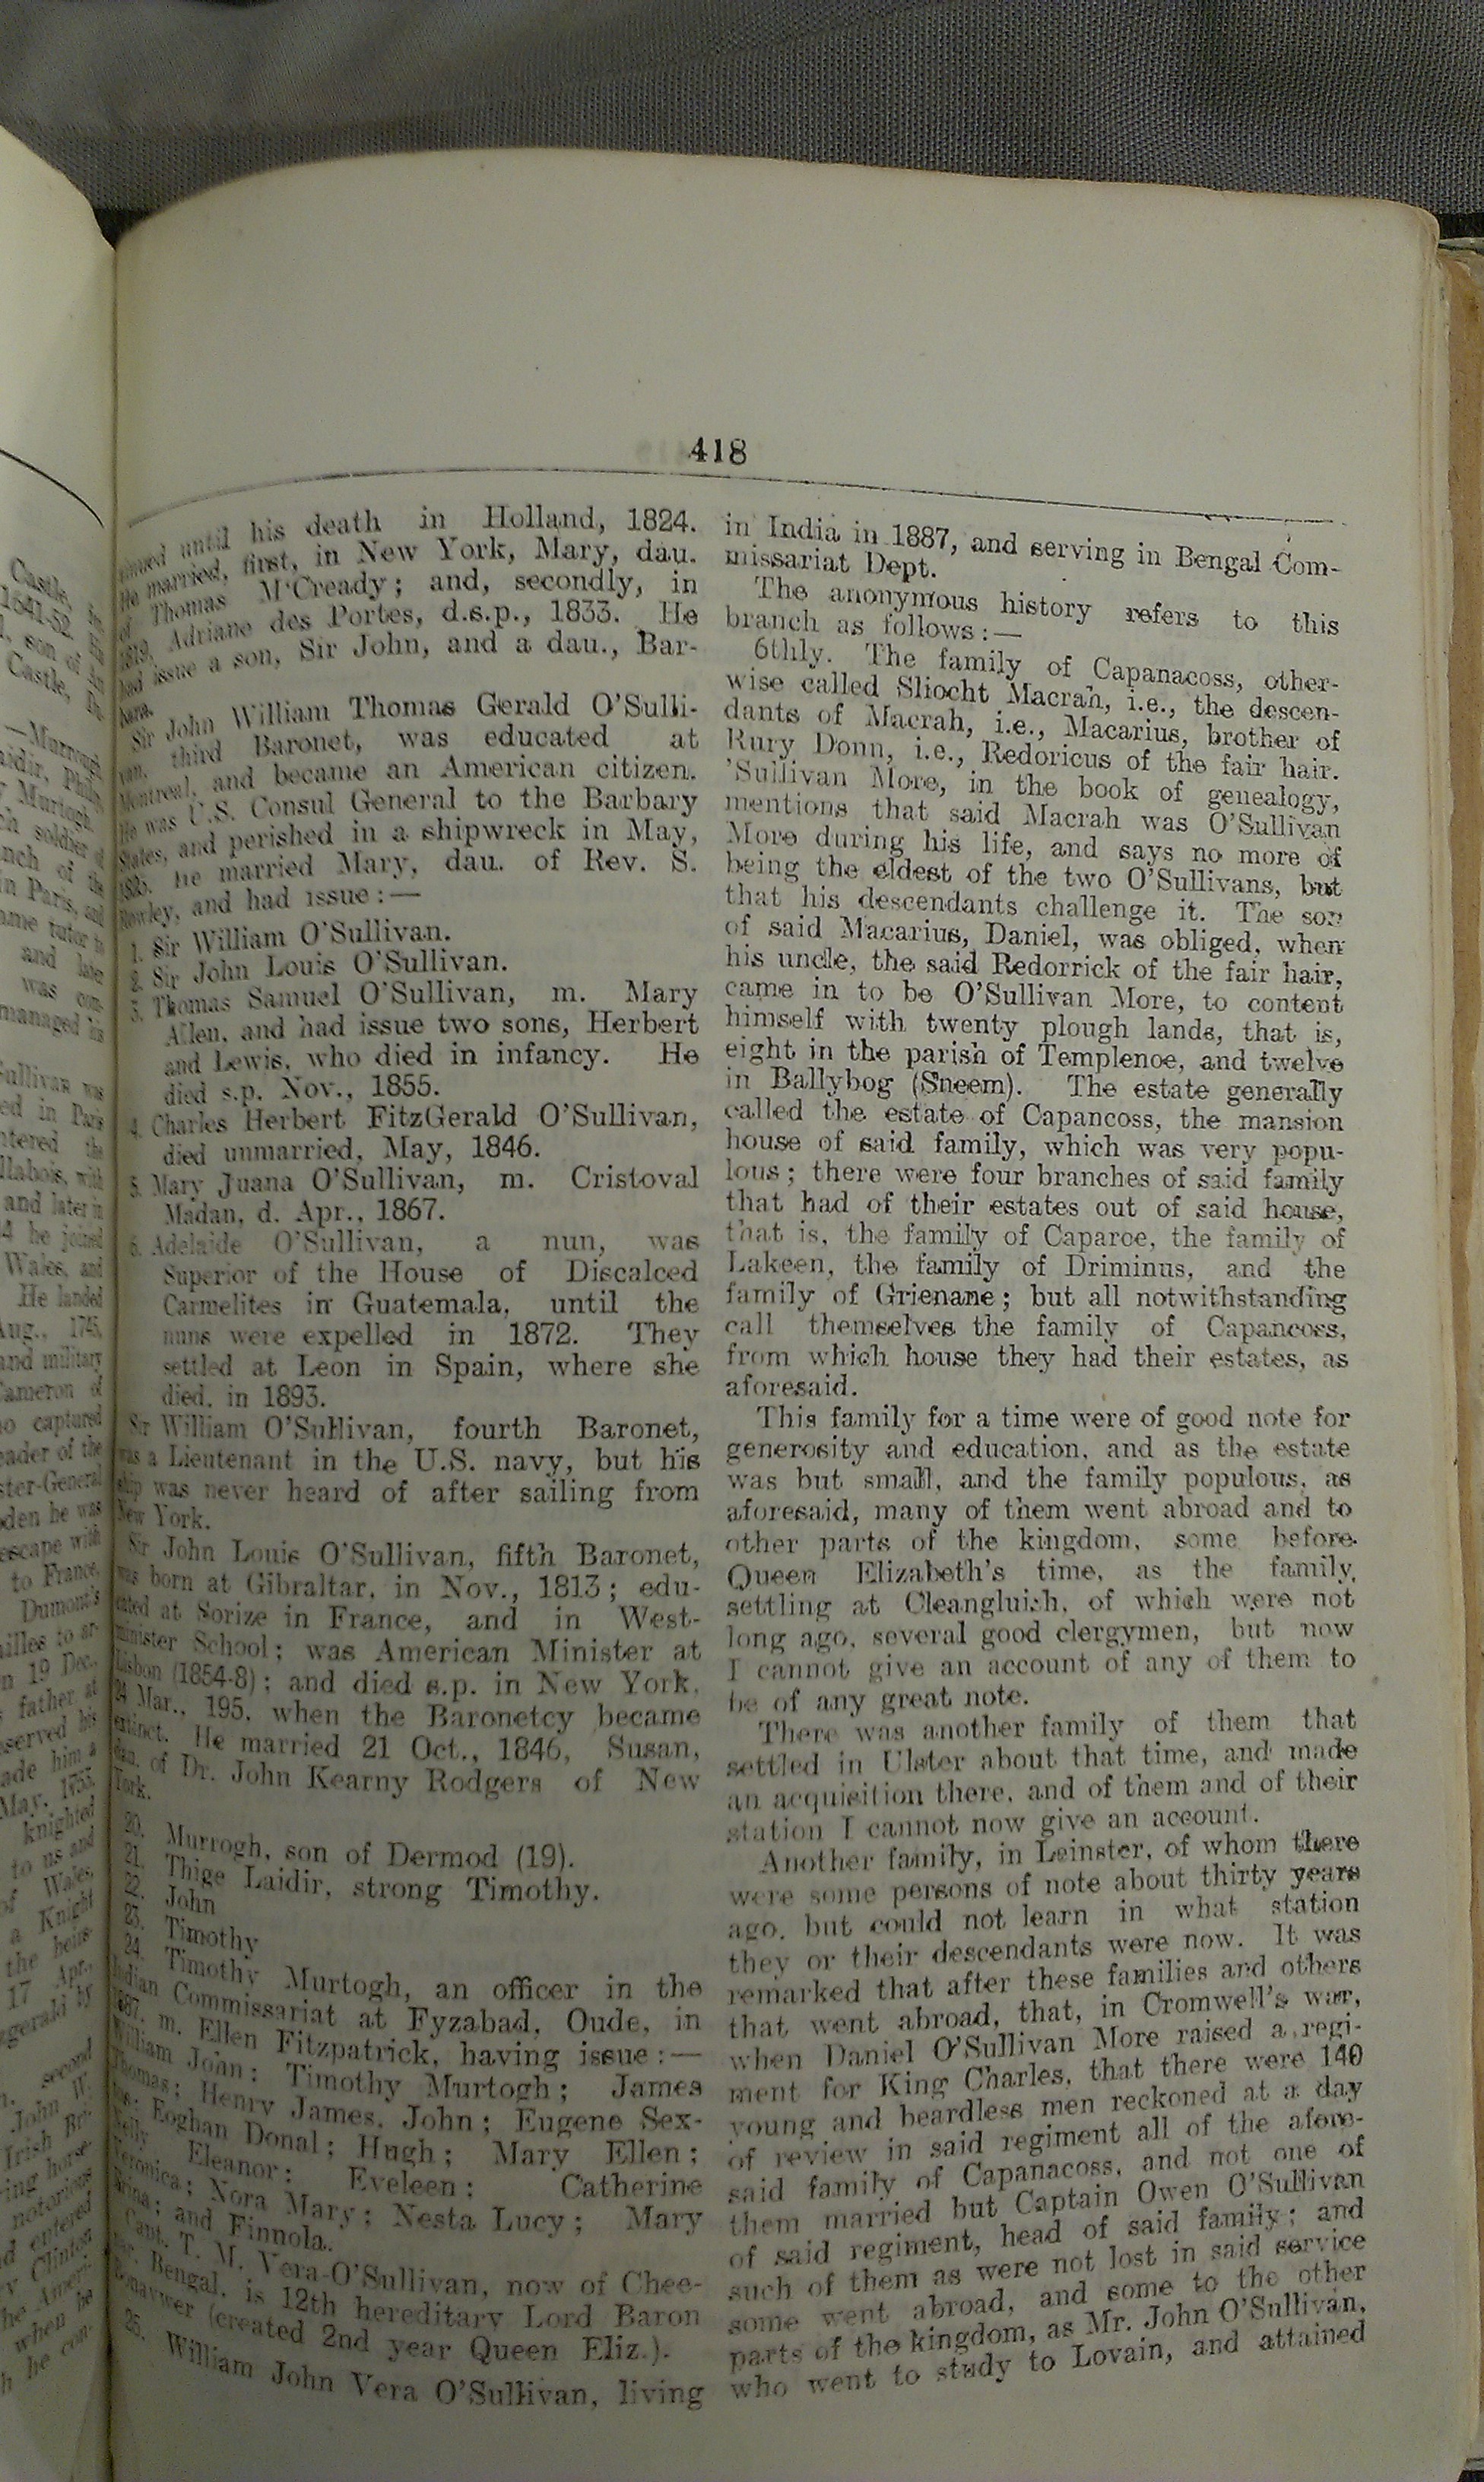 418
until his death in Holland, 1824.
He married, first, in New York, Mary, dau.
of Thomas M'Cready; and, secondly, in
1819, Adriane des Portes, d.s.p., 1833. He
had issue a son, Sir John, and a dau., Bar-
bara.
Sir John William Thomas Gerald O'Sulli-
van, third Baronet, was educated at
Montreal, and became an American citizen.
He was U.S. Consul General to the Barbary
States, and perished in a shipwreck in May,
1825. he married Mary, dau. of Rev. S.
Rowley, and had issue:—
1. Sir William O'Sullivan.
2. Sir John Louis O'Sullivan.
3. Thomas Samuel O'Sullivan, m. Mary
Allen, and had issue two sons, Herbert
and Lewis, who died in infancy. He
died s.p. Nov., 1855.
4. Charles Herbert FitzGerald O'Sullivan,
died unmarried, May, 1846.
5. Mary Juana O'Sullivan, m. Cristoval
Madan, d. Apr., 1867.
6. Adelaide O'Sullivan, a nun, was
Superior of the House of Discalced
Carmelites in Guatemala, until the
nuns were expelled in 1872. They
settled at Leon in Spain, where she
died, in 1893.
Sir William O'Sullivan, fourth Baronet,
was a Lieutenant in the U.S. navy, but his
ship was never heard of after sailing from
New York.
Sir John Louis O'Sullivan, fifth Baronet,
was born at Gibraltar, in Nov., 1813; edu-
cated at Sorize in France, and in West-
minister School; was American Minister at
Lisbon (1854-8); and died s.p. in New York,
24 Mar., 195, when the Baronetcy became
extinct. He married 21 Oct., 1846, Susan,
dau. of Dr. John Kearny Rodgers of New
York.
20. Murrogh, son of Dermod (19).
21. Thige Laidir, strong Timothy.
22. John
23. Timothy
24. Timothy Murtogh, an officer in the
Indian Commissariat at Fyzabad, Oude, in
1887, m. Ellen Fitzpatrick, having issue:—
William John; Timothy Murtogh; James
Thomas; Henry James, John; Eugene Sex-
tus; Eoghan Donal; Hugh; Mary Ellen;
Nelly Eleanor; Eveleen; Catherine
Veronica; Nora Mary; Nesta Lucy; Mary
and Finnola.
Capt. T. M. Vera-O'Sullivan, now of Chee-
Bengal, is 12th hereditary Lord Baron
(created 2nd year Queen Eliz.).
25. William John Vera O'Sullivan, living
in India in 1887, and serving in Bengal Com-
missariat Dept.
The anonymous history refers to this
branch as follows:—
6thly. The family of Capanacoss, other-
wise called Sliocht Macrah, i.e., the descen-
dants of Macrah, i.e., Macarius, brother of
Rury Donn, i.e., Redoricus of the fair hair.
'Sullivan More, in the book of genealogy,
mentions that said Macrah was O'Sullivan
More during his life, and says no more of
being the eldest of the two O'Sullivans, but
that his descendants challenge it. The son
of said Macarius, Daniel, was obliged, when
his uncle, the said Redorrick of the fair hair,
came in to be O'Sullivan More, to content
himself with twenty plough lands, that is,
eight in the parish of Templenoe, and twelve
in Ballybog (Sneem). The estate generally
called the estate of Capancoss, the mansion
house of said family, which was very popu-
lous; there were four branches of said family
that had of their estates out of said house,
that is, the family of Caparoe, the family of
Lakeen, the family of Driminus, and the
family of Grienane; but all notwithstanding
call themselves the family of Capancoss,
from which house they had their estates, as
aforesaid.
This family for a time were of good note for
generosity and education, and as the estate
was but small, and the family populous, as
aforesaid, many of them went abroad and to
other parts of the kingdom, some before
Queen Elizabeth's time, as the family,
settling at Cleangluish, of which were not
long ago, several good clergymen, but now
I cannot give an account of any of them to
be of any great note.
There was another family of them that
settled in Ulster about that time, and made
an acquisition there, and of them and of their
station I cannot now give an account.
Another family, in Leinster, of whom there
were some persons of note about thirty years
ago, but could not learn in what station
they or their descendants were now. It was
remarked that after these families and others
that went abroad, that, in Cromwell's war,
when Daniel O'Sullivan More raised a regi-
ment for King Charles, that there were 140
young and beardless men reckoned at a day
of review in said regiment all of the afore-
said family of Capanacoss, and not one of
them married but Captain Owen O'Sullivan
of said regiment, head of said family; and
such of them as were not lost in said service
some went abroad, and some to the other
parts of the kingdom, as Mr. John O'Sullivan,
who went to study to Lovain, and attained